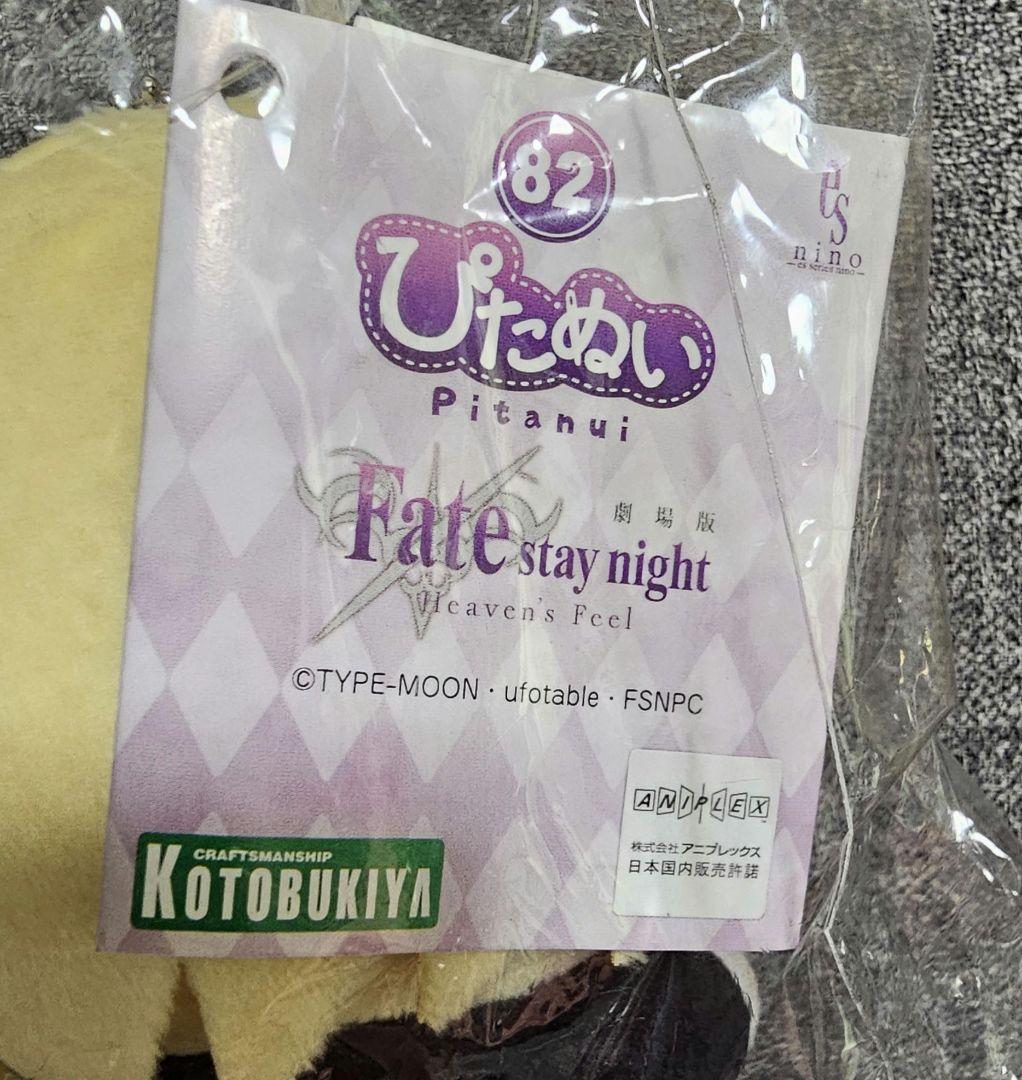 82
es
nino
es series nino
ぴたぬい
Pitanui
劇場版
Fate stay night
Heaven's Feel
©TYPE-MOON・ufotable・FSNPC
ANIPLEX
株式会社アニプレックス
日本国内販売許諾
CRAFTSMANSHIP
KOTOBUKIYA